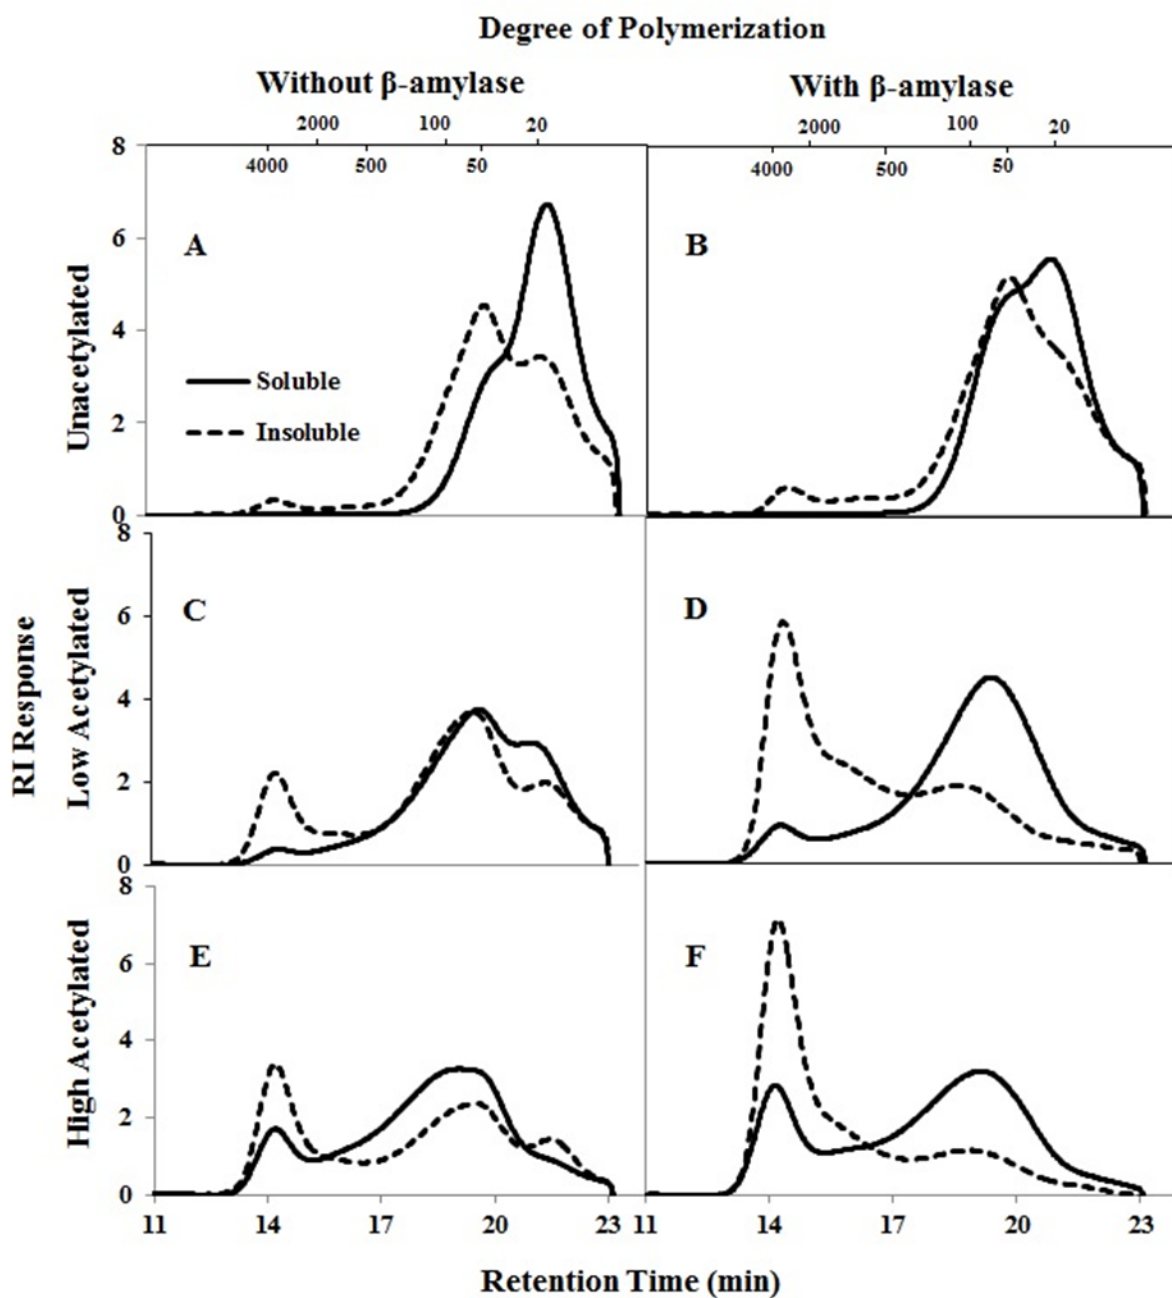 Degree of Polymerization
Without β-amylase
With β-amylase
2000 100 20
4000 500 50
2000 100 20
4000 500 50
Unacetylated
8
6
4
2
0
A
B
Soluble
Insoluble
RI Response
Low Acetylated
8
6
4
2
0
C
D
High Acetylated
8
6
4
2
0
E
F
11 14 17 20 23
11 14 17 20 23
Retention Time (min)